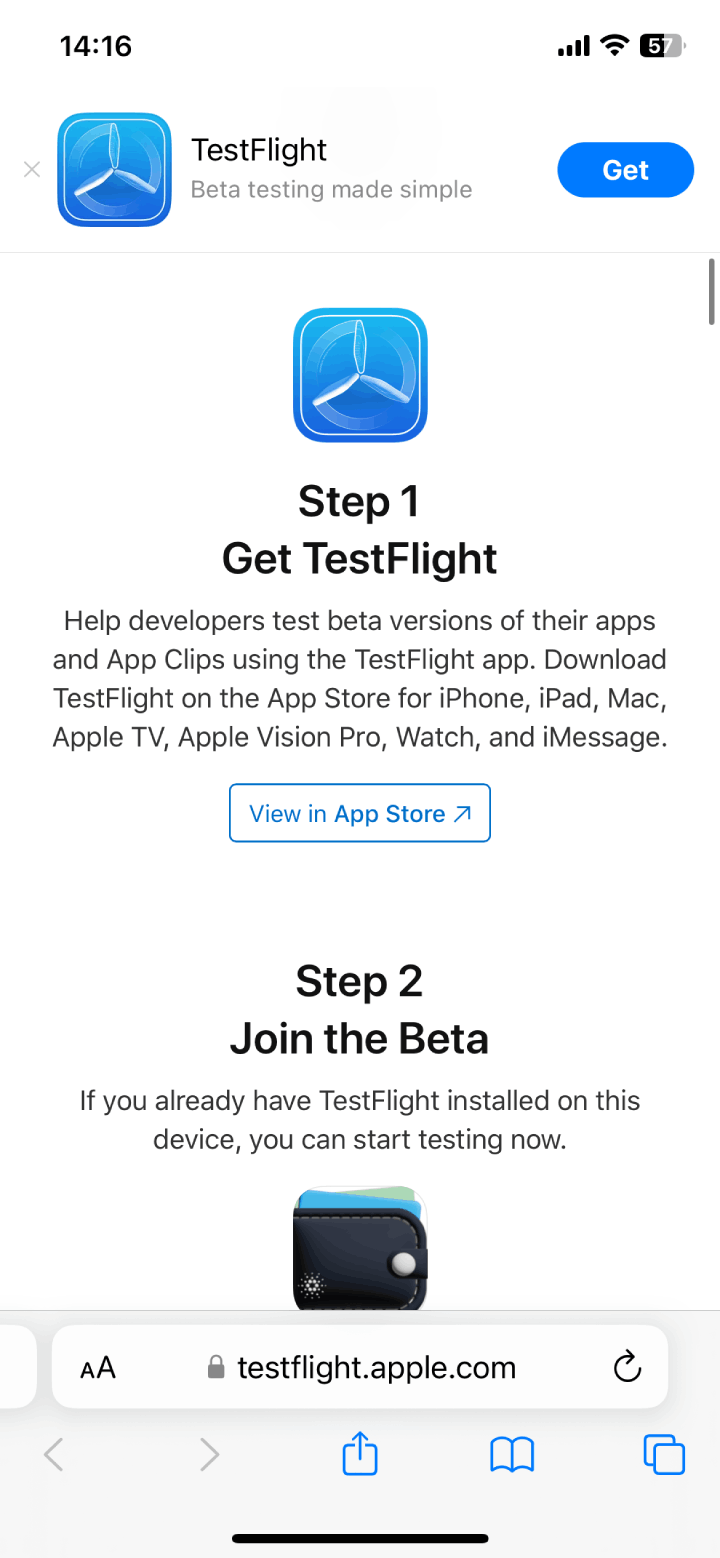 14:16
57
TestFlight
Beta testing made simple
Get
Step 1
Get TestFlight
Help developers test beta versions of their apps
and App Clips using the TestFlight app. Download
TestFlight on the App Store for iPhone, iPad, Mac,
Apple TV, Apple Vision Pro, Watch, and iMessage.
View in App Store
Step 2
Join the Beta
If you already have TestFlight installed on this
device, you can start testing now.
AA
testflight.apple.com